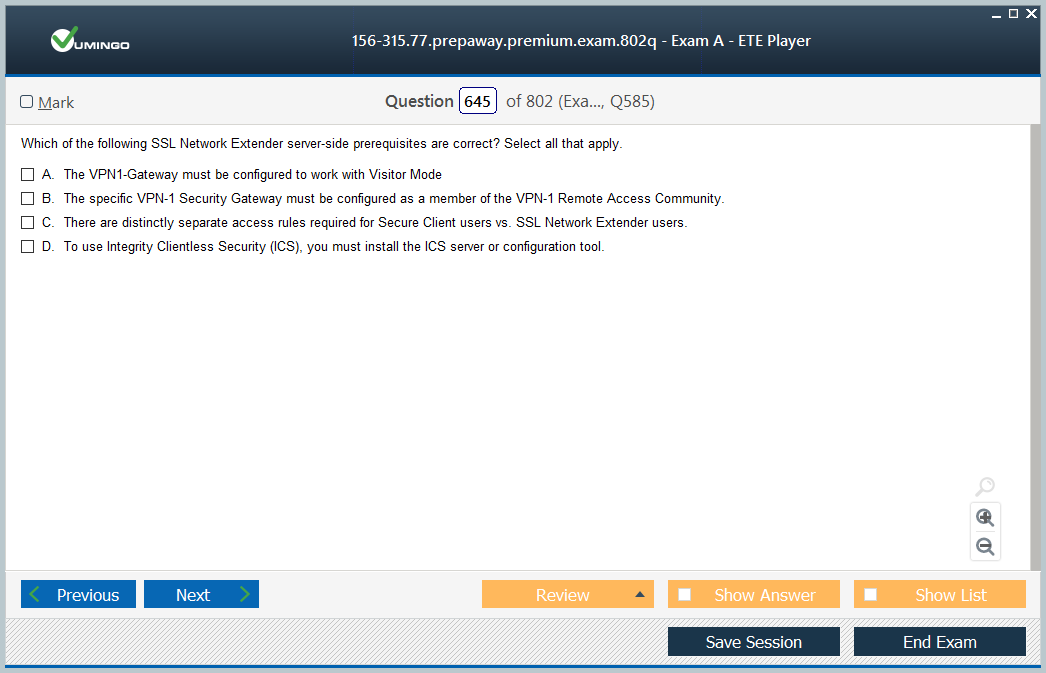 VUMINGO
156-315.77.prepaway.premium.exam.802q - Exam A - ETE Player
Mark
Question 645 of 802 (Exa..., Q585)
Which of the following SSL Network Extender server-side prerequisites are correct? Select all that apply.
A. The VPN1-Gateway must be configured to work with Visitor Mode
B. The specific VPN-1 Security Gateway must be configured as a member of the VPN-1 Remote Access Community.
C. There are distinctly separate access rules required for Secure Client users vs. SSL Network Extender users.
D. To use Integrity Clientless Security (ICS), you must install the ICS server or configuration tool.
Previous
Next
Review
Show Answer
Show List
Save Session
End Exam